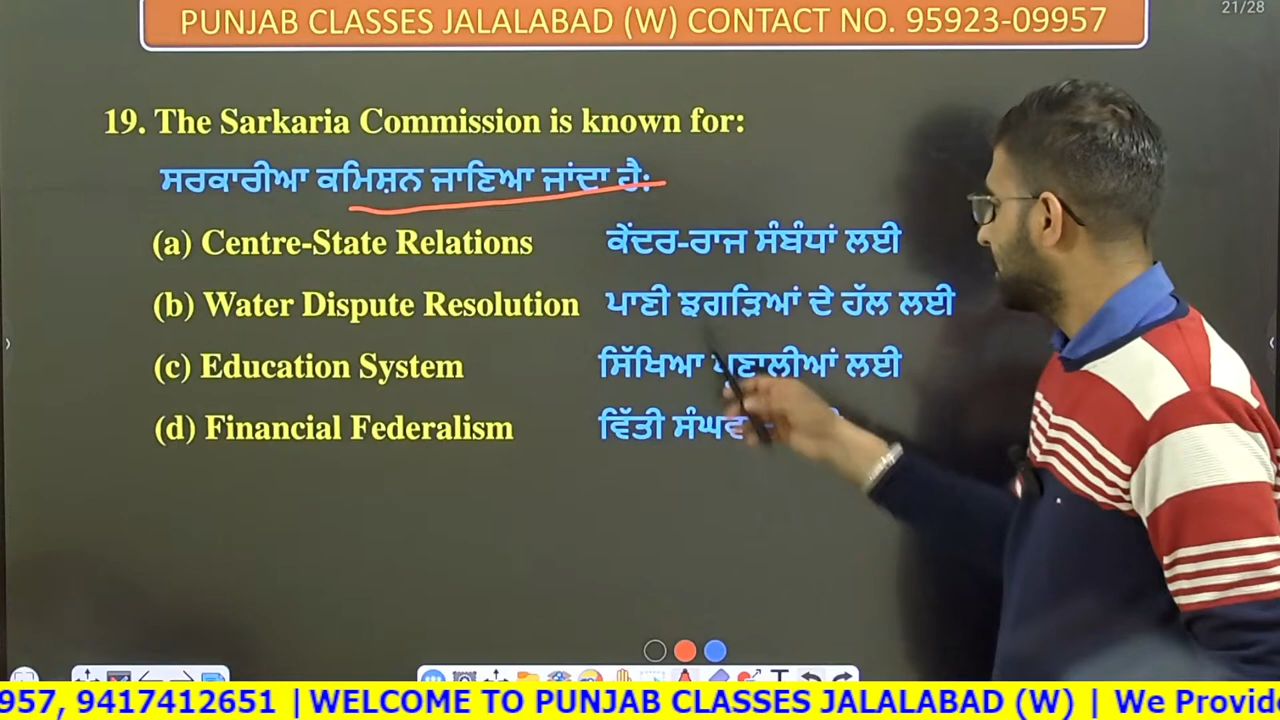 21/28
PUNJAB CLASSES JALALABAD (W) CONTACT NO. 95923-09957
19. The Sarkaria Commission is known for:
ਸਰਕਾਰੀਆ ਕਮਿਸ਼ਨ ਜਾਣਿਆ ਜਾਂਦਾ ਹੈ:
(a) Centre-State Relations ਕੇਂਦਰ-ਰਾਜ ਸੰਬੰਧਾਂ ਲਈ
(b) Water Dispute Resolution ਪਾਣੀ ਝਗੜਿਆਂ ਦੇ ਹੱਲ ਲਈ
(c) Education System ਸਿੱਖਿਆ ਲਈ
(d) Financial Federalism ਵਿੱਤੀ
957, 9417412651 | WELCOME TO PUNJAB CLASSES JALALABAD (W) | We Provide